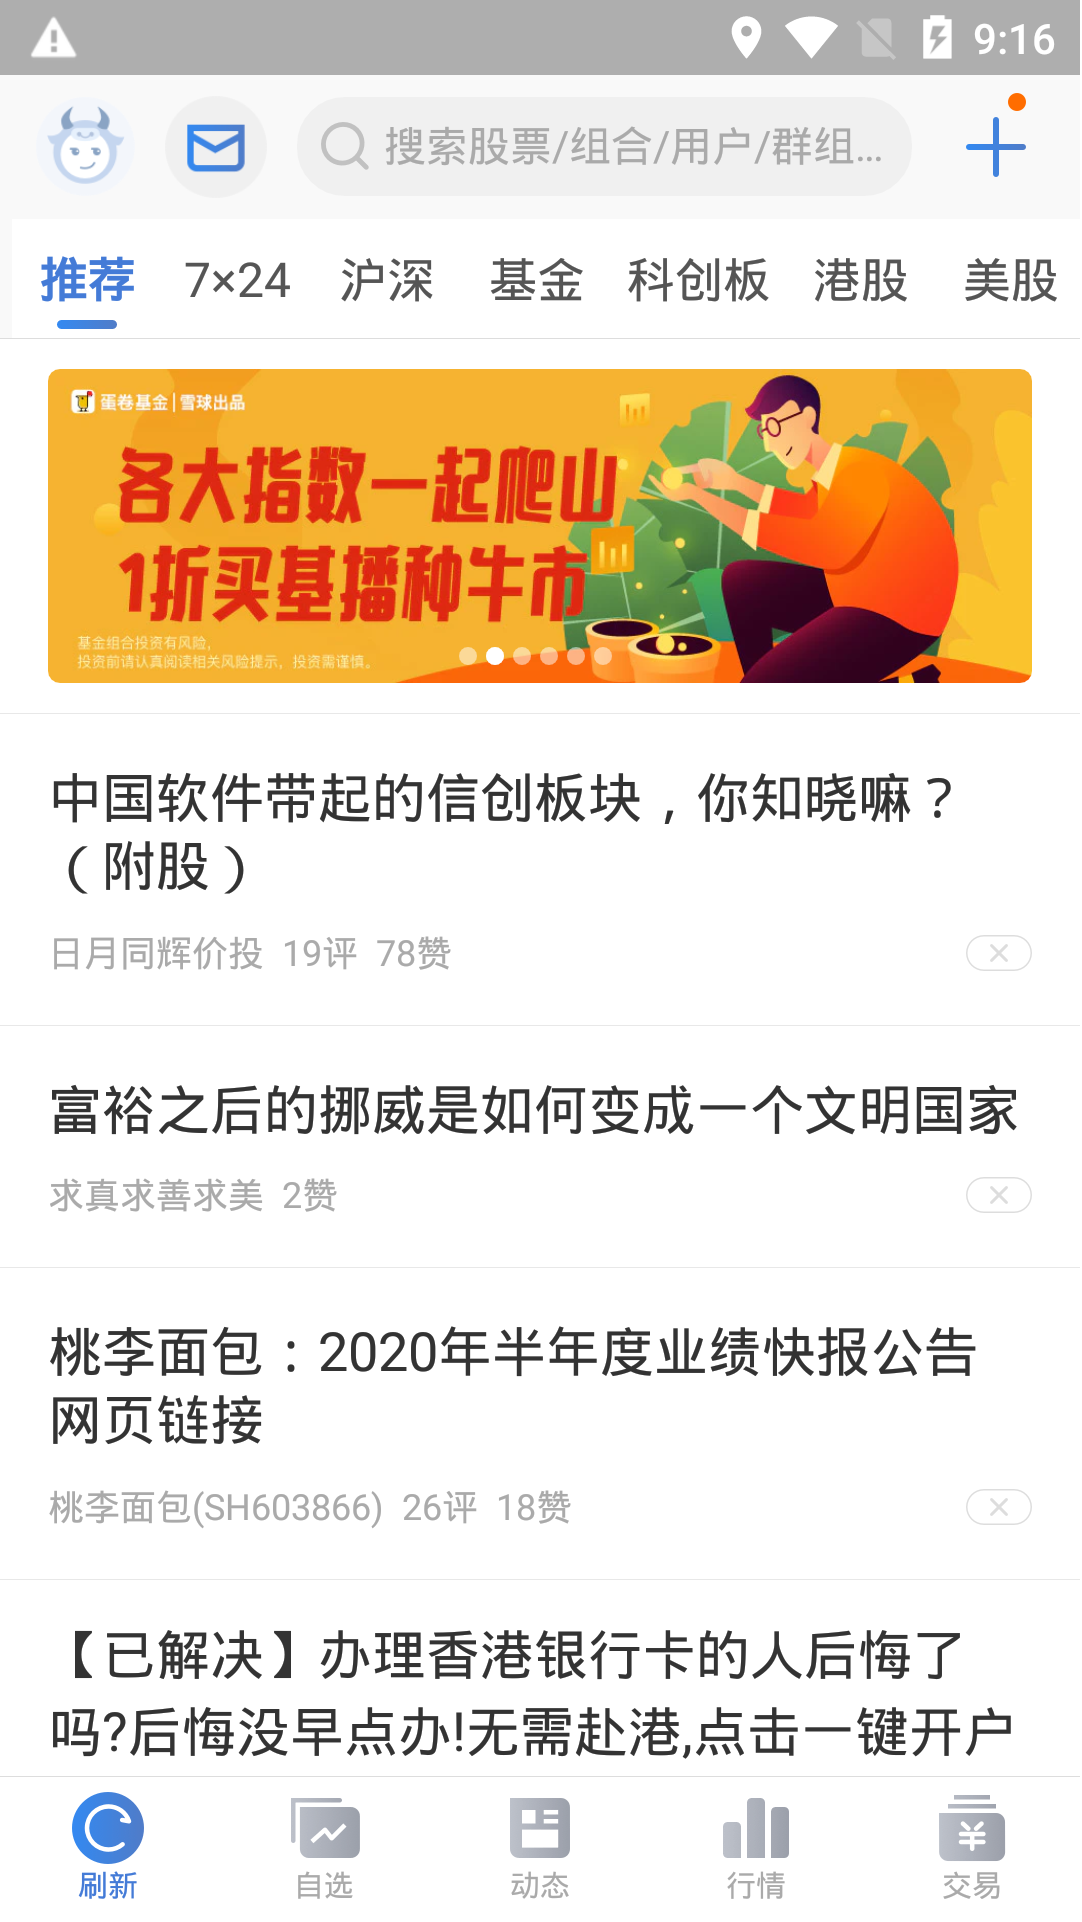 9:16
搜索股票/组合/用户/群组...
推荐 7×24 沪深 基金 科创板 港股 美股
蛋卷基金|雪球出品
各大指数一起爬山
1折买基播种牛市
基金组合投资有风险，
投资前请认真阅读相关风险提示，投资需谨慎。
中国软件带起的信创板块，你知晓嘛？
（附股）
日月同辉价投 19评 78赞
富裕之后的挪威是如何变成一个文明国家
求真求善求美 2赞
桃李面包：2020年半年度业绩快报公告
网页链接
桃李面包(SH603866) 26评 18赞
【已解决】办理香港银行卡的人后悔了
吗?后悔没早点办!无需赴港,点击一键开户
刷新 自选 动态 行情 交易